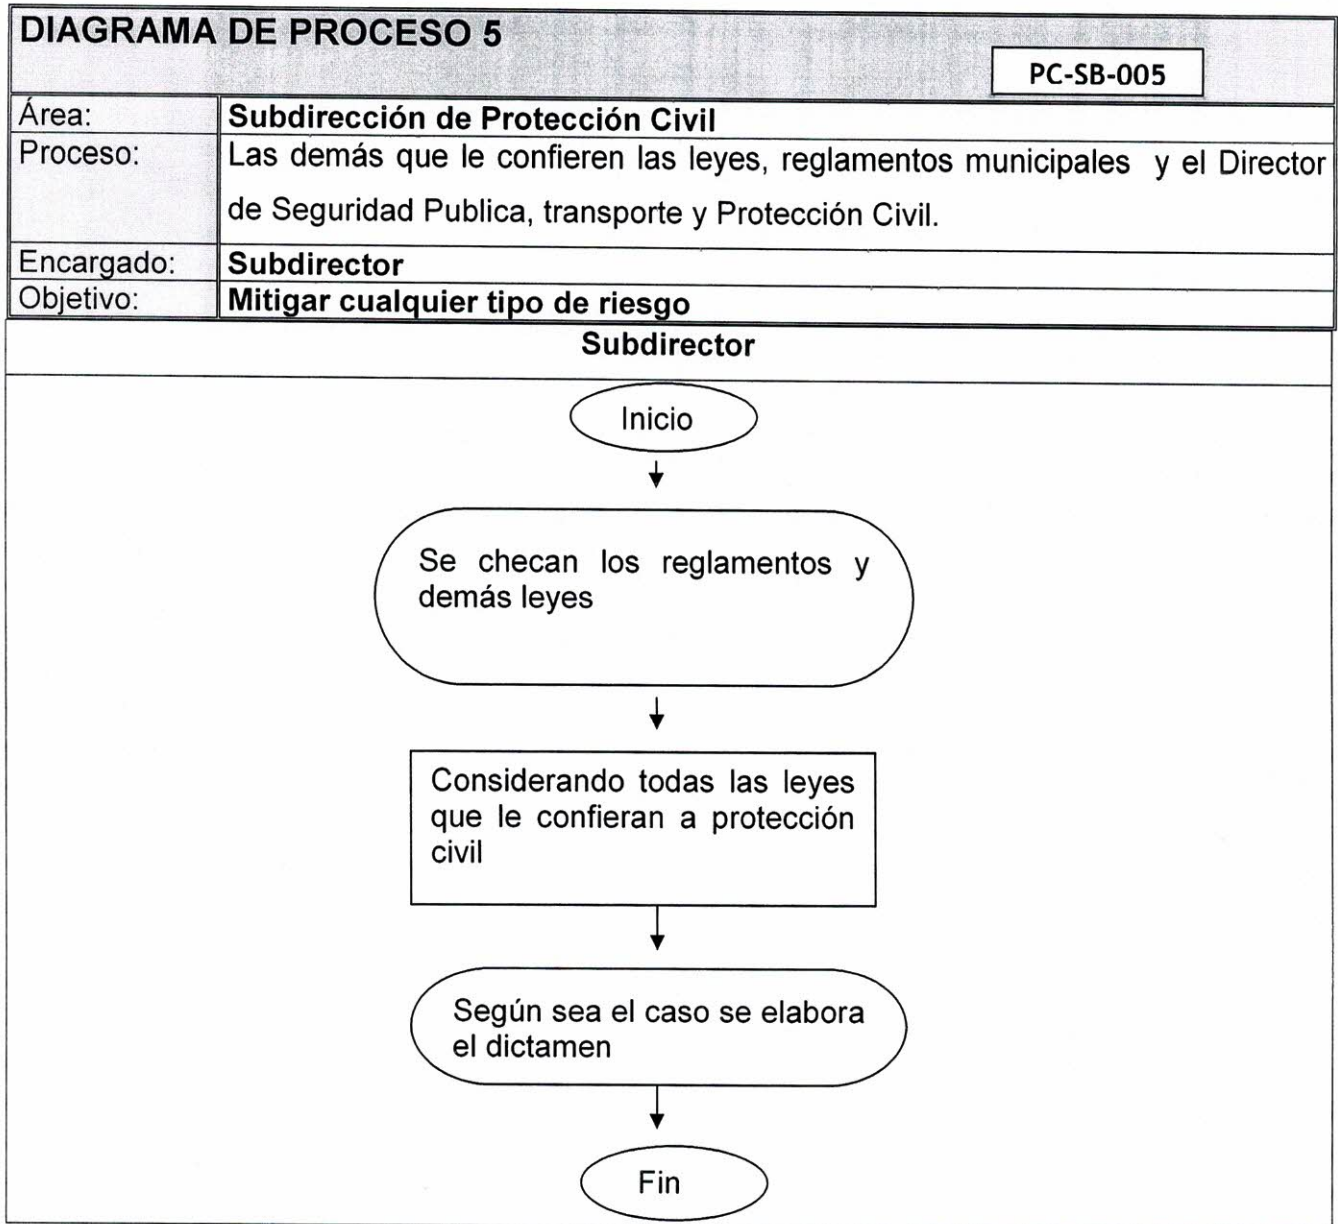 DIAGRAMA DE PROCESO 5
PC-SB-005
Área: Subdirección de Protección Civil
Proceso: Las demás que le confieren las leyes, reglamentos municipales y el Director
de Seguridad Publica, transporte y Protección Civil.
Encargado: Subdirector
Objetivo: Mitigar cualquier tipo de riesgo
Subdirector
Inicio
Se checan los reglamentos y
demás leyes
Considerando todas las leyes
que le confieran a protección
civil
Según sea el caso se elabora
el dictamen
Fin